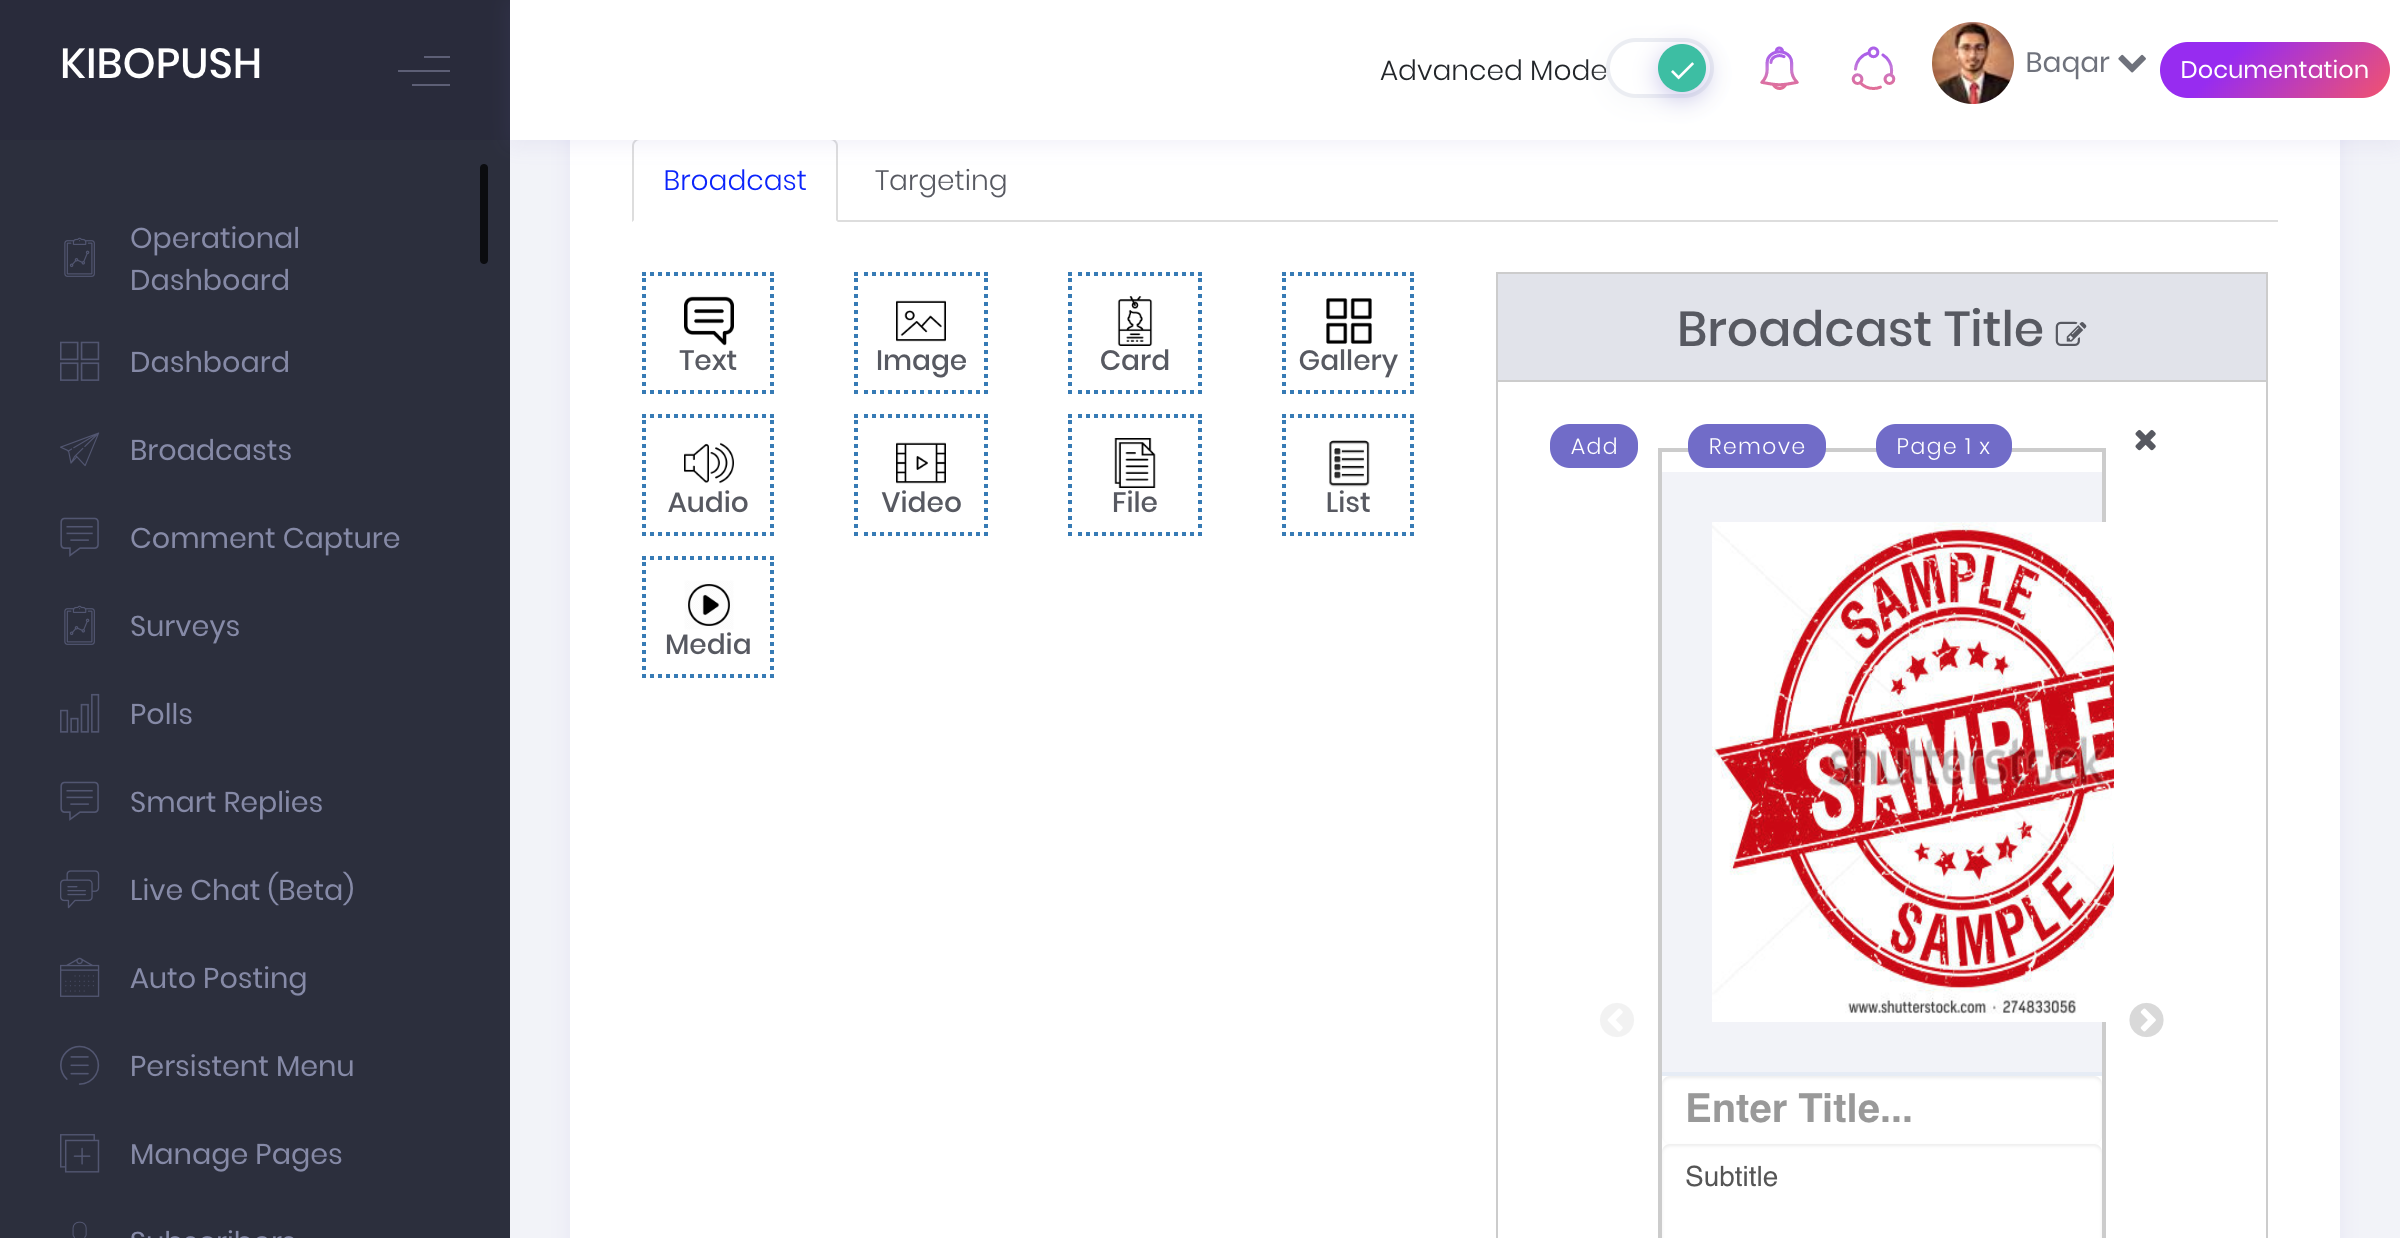 KIBOPUSH
Advanced Mode
Baqar
Documentation
Operational
Dashboard
Dashboard
Broadcasts
Comment Capture
Surveys
Polls
Smart Replies
Live Chat (Beta)
Auto Posting
Persistent Menu
Manage Pages
Subscribers
Broadcast
Targeting
Text
Image
Card
Gallery
Audio
Video
File
List
Media
Broadcast Title
Add
Remove
Page 1 x
SAMPLE
SAMPLE
shutterstock
SAMPLE
www.shutterstock.com · 274833056
Enter Title...
Subtitle